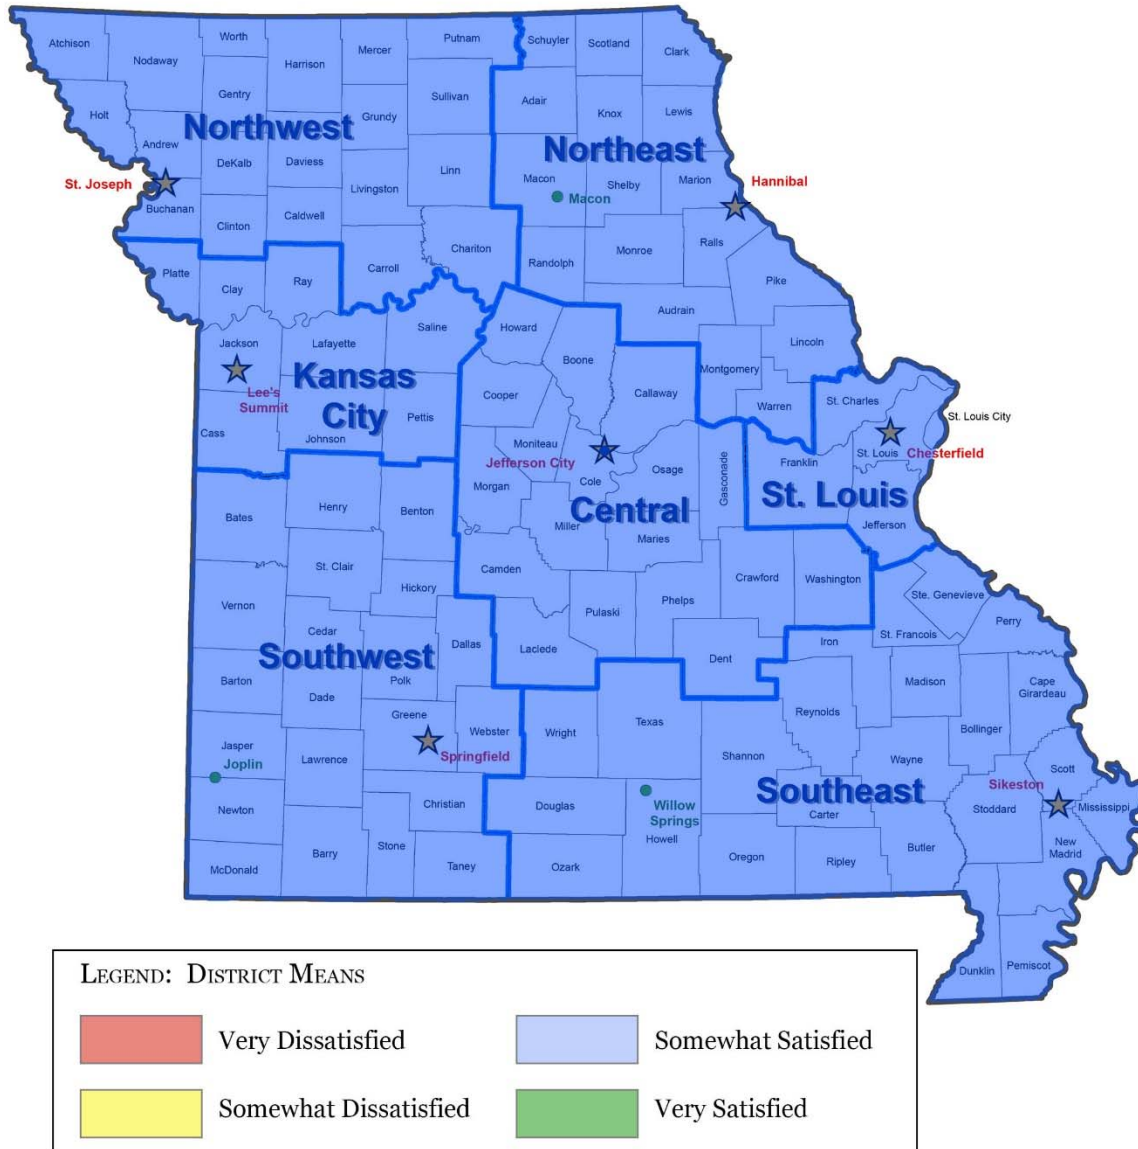 Atchison
Nodaway
Worth
Harrison
Mercer
Putnam
Schuyler
Scotland
Clark
Holt
Gentry
Sullivan
Adair
Knox
Lewis
Grundy
Andrew
Northwest
Northeast
DeKalb
Daviess
Linn
St. Joseph
Livingston
Macon
Macon
Shelby
Marion
Hannibal
Buchanan
Clinton
Caldwell
Chariton
Monroe
Ralls
Platte
Clay
Ray
Carroll
Randolph
Pike
Saline
Howard
Audrain
Jackson
Lafayette
Boone
Lincoln
Kansas
City
Lee's
Summit
Cooper
Callaway
Montgomery
Warren
St. Charles
St. Louis City
Cass
Johnson
Pettis
Moniteau
Jefferson City
Cole
Osage
Gasconade
Franklin
St. Louis
Chesterfield
Morgan
Central
St. Louis
Bates
Henry
Benton
Miller
Maries
Jefferson
St. Clair
Hickory
Camden
Pulaski
Phelps
Crawford
Washington
Ste. Genevieve
Vernon
Cedar
Dallas
Laclede
Dent
Iron
St. Francois
Perry
Southwest
Polk
Barton
Dade
Greene
Webster
Wright
Texas
Reynolds
Madison
Cape
Girardeau
Bollinger
Jasper
Joplin
Lawrence
Springfield
Shannon
Wayne
Scott
Southeast
Sikeston
Newton
Christian
Douglas
Willow
Springs
Howell
Carter
Stoddard
Mississippi
McDonald
Barry
Stone
Taney
Ozark
Oregon
Ripley
Butler
New
Madrid
Dunklin
Pemiscot
LEGEND: DISTRICT MEANS
Very Dissatisfied
Somewhat Satisfied
Somewhat Dissatisfied
Very Satisfied